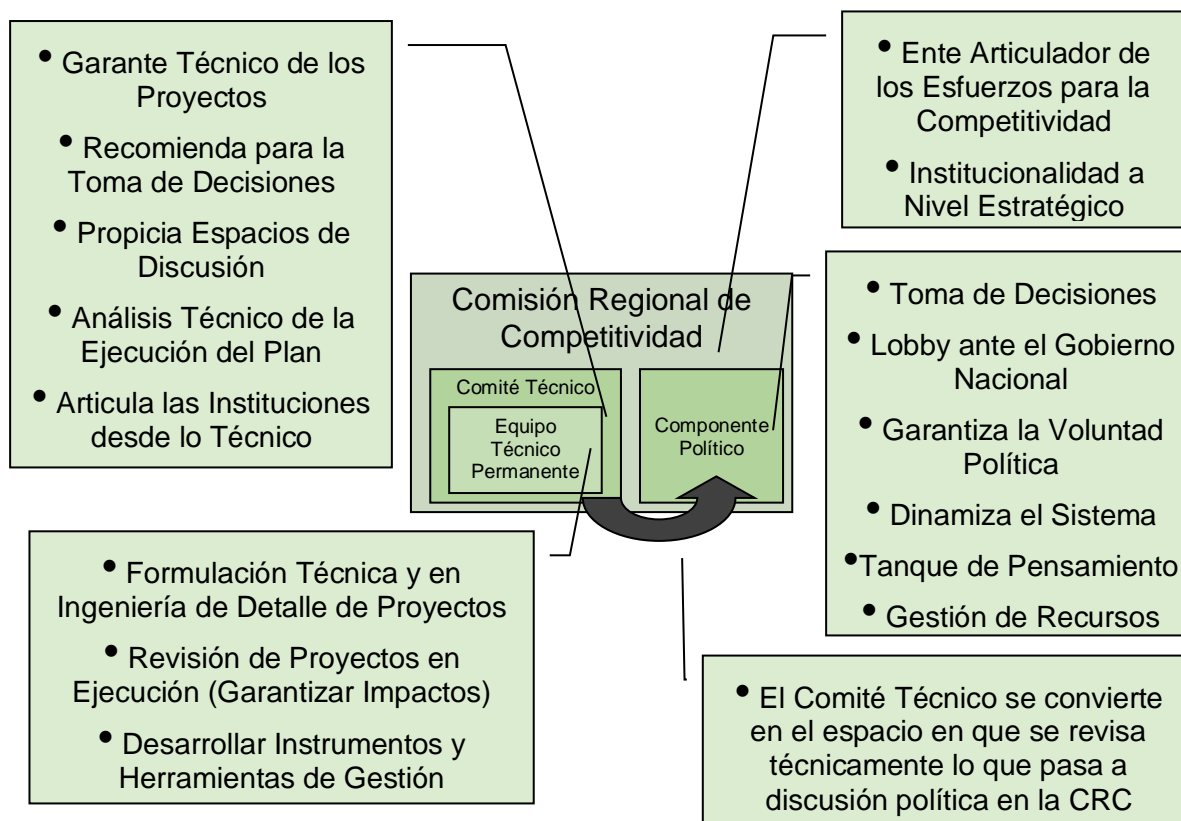 • Garante Técnico de los
Proyectos
• Recomienda para la
Toma de Decisiones
• Propicia Espacios de
Discusión
• Análisis Técnico de la
Ejecución del Plan
• Articula las Instituciones
desde lo Técnico
• Ente Articulador de
los Esfuerzos para la
Competitividad
• Institucionalidad a
Nivel Estratégico
Comisión Regional de
Competitividad
Comité Técnico
Equipo
Técnico
Permanente
Componente
Político
• Toma de Decisiones
• Lobby ante el Gobierno
Nacional
• Garantiza la Voluntad
Política
• Dinamiza el Sistema
• Tanque de Pensamiento
• Gestión de Recursos
• Formulación Técnica y en
Ingeniería de Detalle de Proyectos
• Revisión de Proyectos en
Ejecución (Garantizar Impactos)
• Desarrollar Instrumentos y
Herramientas de Gestión
• El Comité Técnico se convierte
en el espacio en que se revisa
técnicamente lo que pasa a
discusión política en la CRC